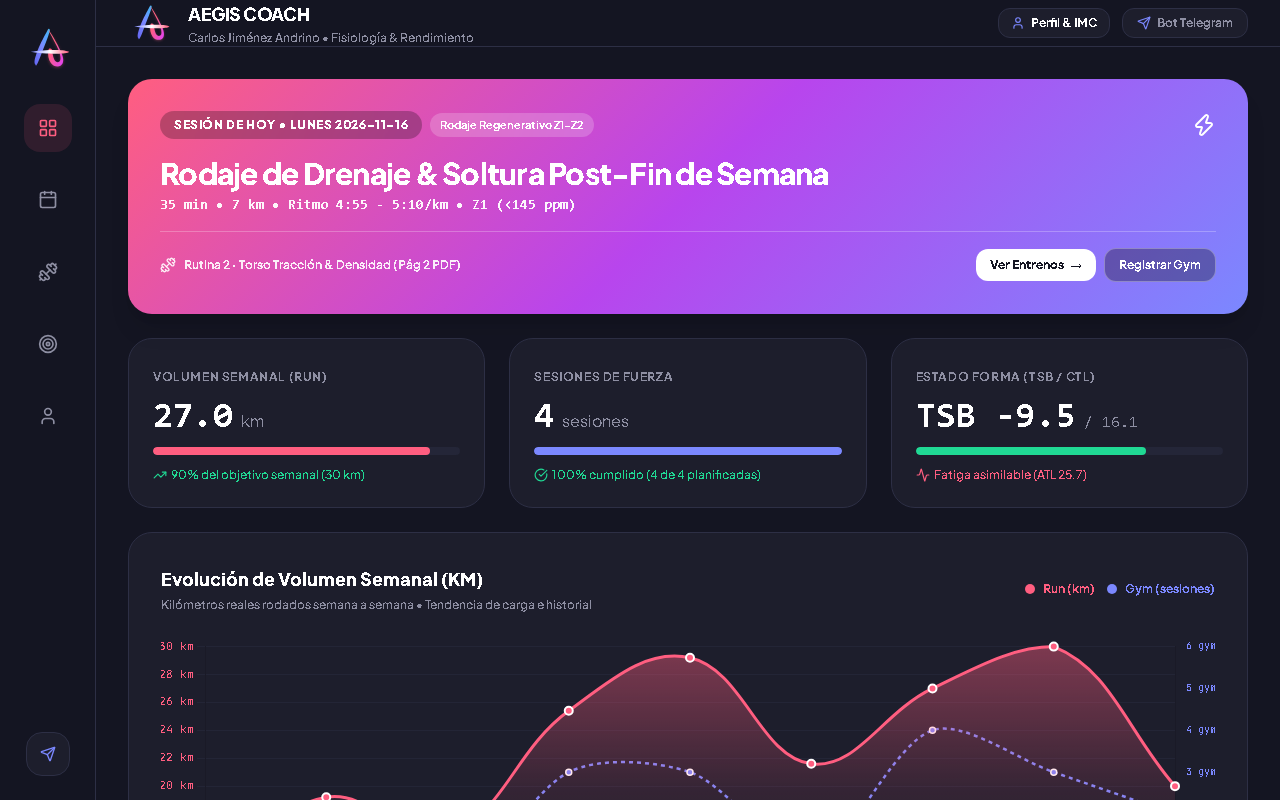 AEGIS COACH
Carlos Jiménez Andrino • Fisiología & Rendimiento
Perfil & IMC
Bot Telegram
SESIÓN DE HOY • LUNES 2026-11-16
Rodaje Regenerativo Z1-Z2
Rodaje de Drenaje & Soltura Post-Fin de Semana
35 min • 7 km • Ritmo 4:55 - 5:10/km • Z1 (<145 ppm)
Rutina 2 · Torso Tracción & Densidad (Pág 2 PDF)
Ver Entrenos →
Registrar Gym
VOLUMEN SEMANAL (RUN)
27.0 km
90% del objetivo semanal (30 km)
SESIONES DE FUERZA
4 sesiones
100% cumplido (4 de 4 planificadas)
ESTADO FORMA (TSB / CTL)
TSB -9.5 / 16.1
Fatiga asimilable (ATL 25.7)
Evolución de Volumen Semanal (KM)
Kilómetros reales rodados semana a semana • Tendencia de carga e historial
Run (km)
Gym (sesiones)
30 km
28 km
26 km
24 km
22 km
20 km
6 gym
5 gym
4 gym
3 gym